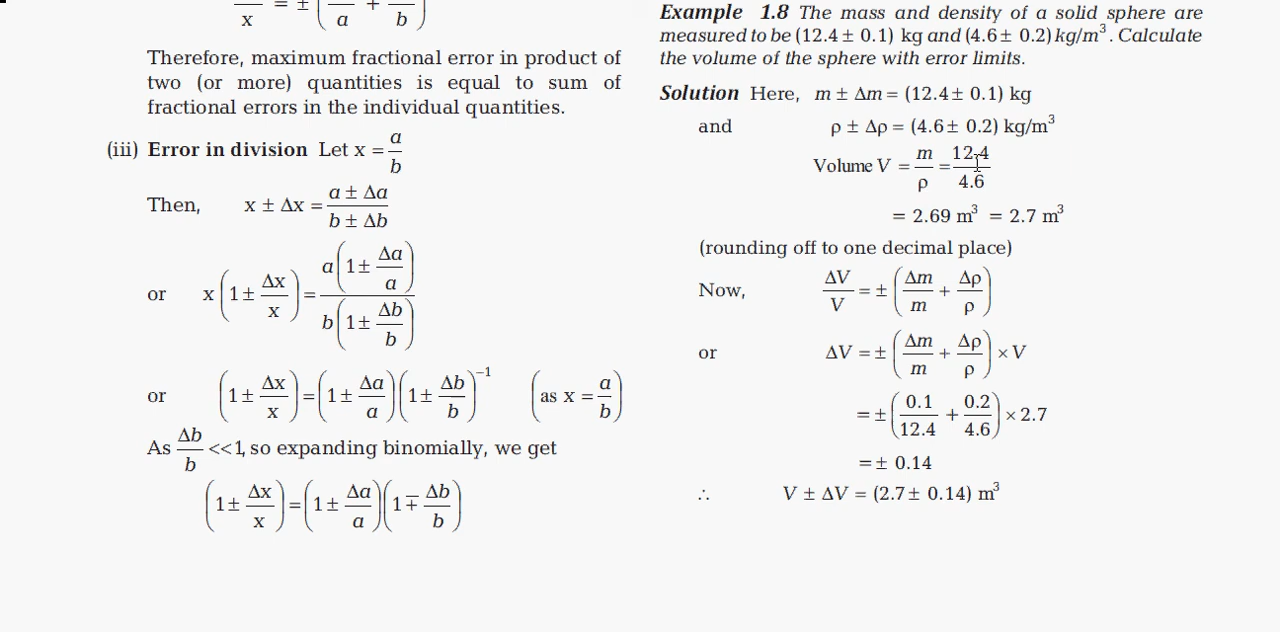 x = ± ( a + b )
Therefore, maximum fractional error in product of
two (or more) quantities is equal to sum of
fractional errors in the individual quantities.
(iii) Error in division Let x = a/b
Then, x ± Δx = (a ± Δa)/(b ± Δb)
or x(1 ± Δx/x) = a(1 ± Δa/a) / b(1 ± Δb/b)
or (1 ± Δx/x) = (1 ± Δa/a)(1 ± Δb/b)⁻¹ (as x = a/b)
As Δb/b <<1, so expanding binomially, we get
(1 ± Δx/x) = (1 ± Δa/a)(1 ∓ Δb/b)
Example 1.8 The mass and density of a solid sphere are
measured to be (12.4 ± 0.1) kg and (4.6 ± 0.2) kg/m³. Calculate
the volume of the sphere with error limits.
Solution Here, m ± Δm = (12.4 ± 0.1) kg
and ρ ± Δρ = (4.6 ± 0.2) kg/m³
Volume V = m/ρ = 12.4/4.6
= 2.69 m³ = 2.7 m³
(rounding off to one decimal place)
Now, ΔV/V = ± (Δm/m + Δρ/ρ)
or ΔV = ± (Δm/m + Δρ/ρ) × V
= ± (0.1/12.4 + 0.2/4.6) × 2.7
= ± 0.14
∴ V ± ΔV = (2.7 ± 0.14) m³